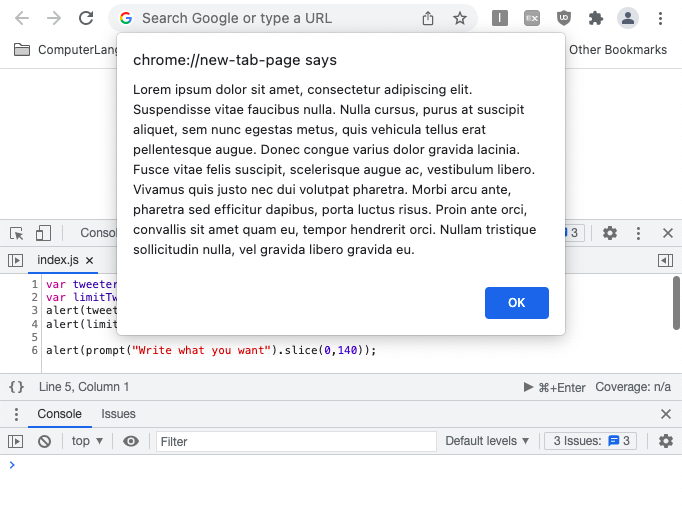 Search Google or type a URL
ComputerLang
Other Bookmarks
chrome://new-tab-page says
Lorem ipsum dolor sit amet, consectetur adipiscing elit.
Suspendisse vitae faucibus nulla. Nulla cursus, purus at suscipit
aliquet, sem nunc egestas metus, quis vehicula tellus erat
pellentesque augue. Donec congue varius dolor gravida lacinia.
Fusce vitae felis suscipit, scelerisque augue ac, vestibulum libero.
Vivamus quis justo nec dui volutpat pharetra. Morbi arcu ante,
pharetra sed efficitur dapibus, porta luctus risus. Proin ante orci,
convallis sit amet quam eu, tempor hendrerit orci. Nullam tristique
sollicitudin nulla, vel gravida libero gravida eu.
OK
Conso
3
index.js
1 var tweeter
2 var limitTw
3 alert(tweet
4 alert(limit
5
6 alert(prompt("Write what you want").slice(0,140));
{} Line 5, Column 1 ⌘+Enter Coverage: n/a
Console Issues
top Filter Default levels 3 Issues: 3